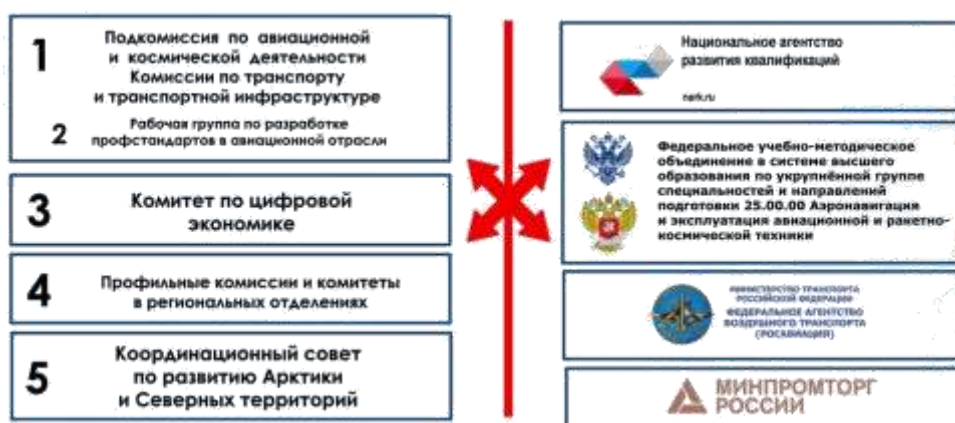 1
Подкомиссия по авиационной
и космической деятельности
Комиссии по транспорту
и транспортной инфраструктуре
2
Рабочая группа по разработке
профстандартов в авиационной отрасли
3
Комитет по цифровой
экономике
4
Профильные комиссии и комитеты
в региональных отделениях
5
Координационный совет
по развитию Арктики
и Северных территорий
Национальное агентство
развития квалификаций
nark.ru
Федеральное учебно-методическое
объединение в системе высшего
образования по укрупнённой группе
специальностей и направлений
подготовки 25.00.00 Аэронавигация
и эксплуатация авиационной и ракетно-
космической техники
МИНИСТЕРСТВО ТРАНСПОРТА
РОССИЙСКОЙ ФЕДЕРАЦИИ
ФЕДЕРАЛЬНОЕ АГЕНТСТВО
ВОЗДУШНОГО ТРАНСПОРТА
(РОСАВИАЦИЯ)
МИНПРОМТОРГ
РОССИИ